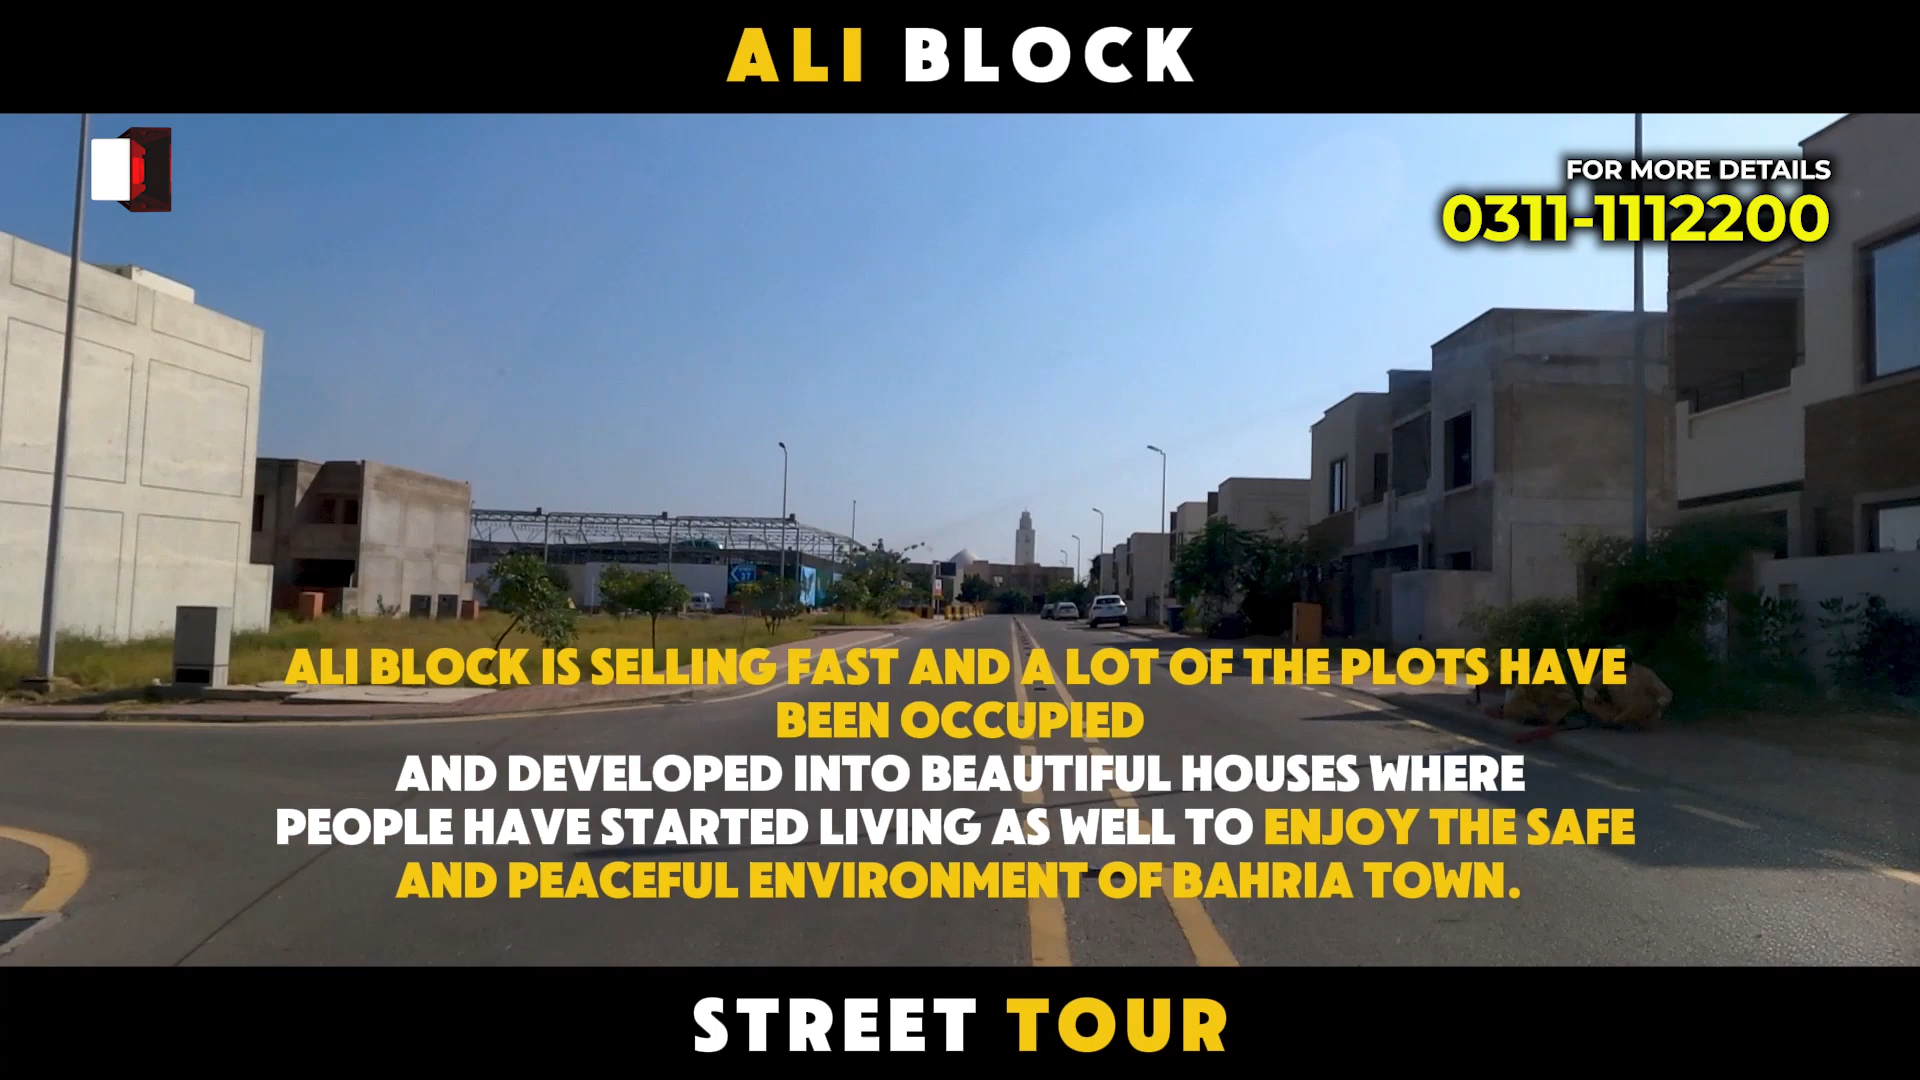 ALI BLOCK
FOR MORE DETAILS
0311-1112200
37
ALI BLOCK IS SELLING FAST AND A LOT OF THE PLOTS HAVE
BEEN OCCUPIED
AND DEVELOPED INTO BEAUTIFUL HOUSES WHERE
PEOPLE HAVE STARTED LIVING AS WELL TO ENJOY THE SAFE
AND PEACEFUL ENVIRONMENT OF BAHRIA TOWN.
STREET TOUR